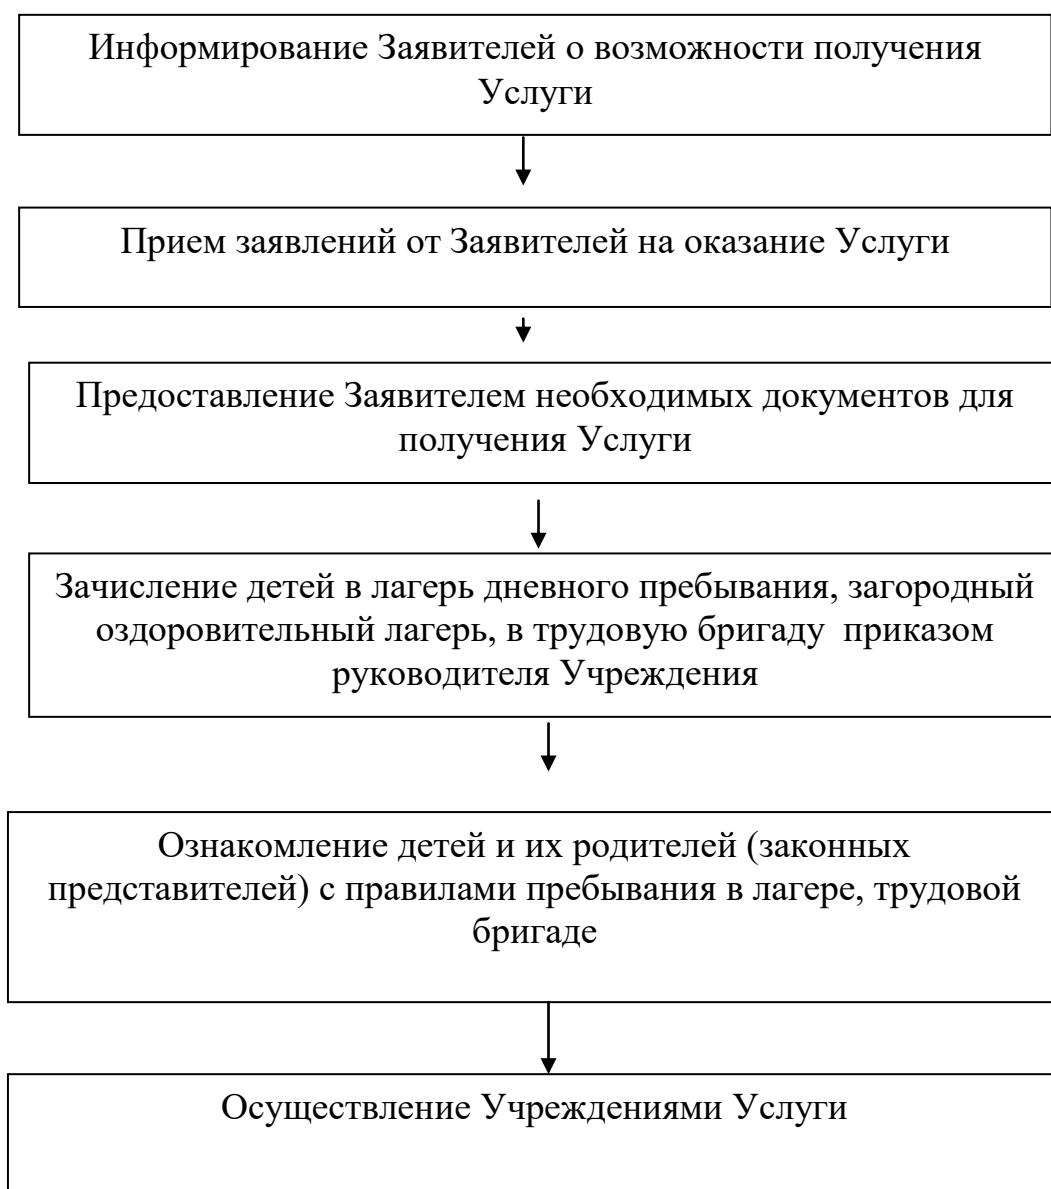 Информирование Заявителей о возможности получения
Услуги
Прием заявлений от Заявителей на оказание Услуги
Предоставление Заявителем необходимых документов для
получения Услуги
Зачисление детей в лагерь дневного пребывания, загородный
оздоровительный лагерь, в трудовую бригаду приказом
руководителя Учреждения
Ознакомление детей и их родителей (законных
представителей) с правилами пребывания в лагере, трудовой
бригаде
Осуществление Учреждениями Услуги